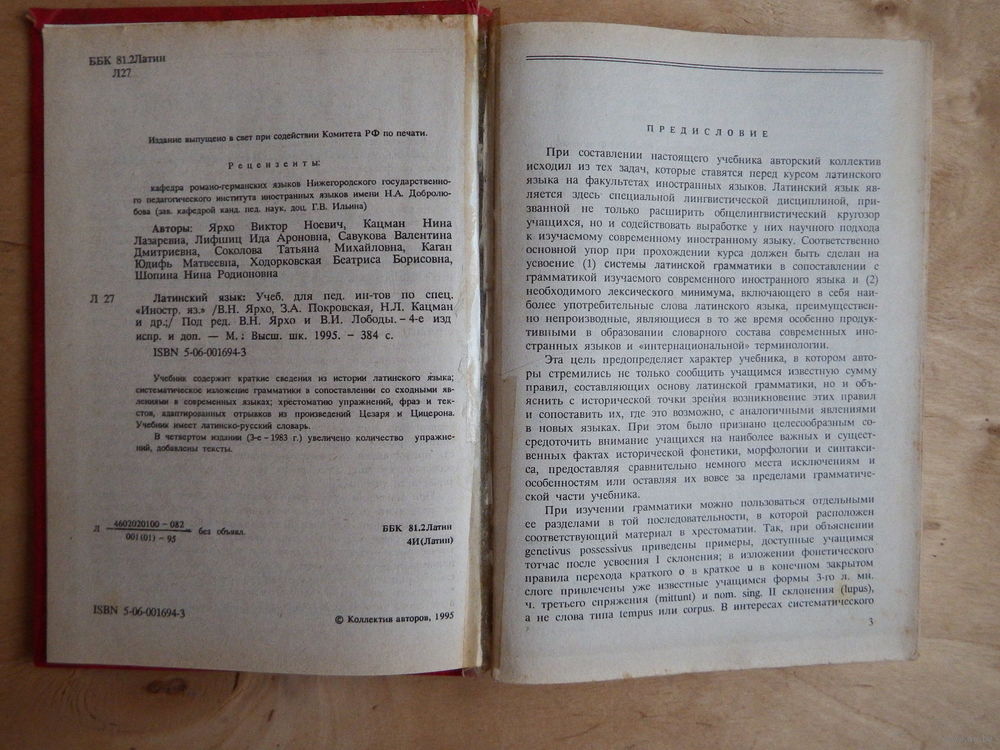 ББК 81.2Латин
Л27
Издание выпущено в свет при содействии Комитета РФ по печати.
Рецензенты:
кафедра романо-германских языков Нижегородского государственно-
го педагогического института иностранных языков имени Н.А. Добролю-
бова (зав. кафедрой канд. пед. наук, доц. Г.В. Ильина)
Авторы: Ярхо Виктор Ноевич, Кацман Нина
Лазаревна, Лифшиц Ида Ароновна, Савукова Валентина
Дмитриевна, Соколова Татьяна Михайловна, Каган
Юдифь Матвеевна, Ходорковская Беатриса Борисовна,
Шопина Нина Родионовна
Л 27 Латинский язык: Учеб. для пед. ин-тов по спец.
«Иностр. яз.» /В.Н. Ярхо, З.А. Покровская, Н.Л. Кацман
и др.;/ Под ред. В.Н. Ярхо и В.И. Лободы. – 4-е изд
испр. и доп. — М.: Высш. шк. 1995. – 384 с.
ISBN 5-06-001694-3
Учебник содержит краткие сведения из истории латинского языка;
систематическое изложение грамматики в сопоставлении со сходными яв-
лениями в современных языках; хрестоматию упражнений, фраз и тек-
стов, адаптированных отрывков из произведений Цезаря и Цицерона.
Учебник имеет латинско-русский словарь.
В четвертом издании (3-е – 1983 г.) увеличено количество упражне-
ний, добавлены тексты.
Л 4602020100 – 082 без объявл.
001(01) – 95
ББК 81.2Латин
4И(Латин)
ISBN 5-06-001694-3
© Коллектив авторов, 1995
ПРЕДИСЛОВИЕ
При составлении настоящего учебника авторский коллектив
исходил из тех задач, которые ставятся перед курсом латинского
языка на факультетах иностранных языков. Латинский язык яв-
ляется здесь специальной лингвистической дисциплиной, при-
званной не только расширить общелингвистический кругозор
учащихся, но и содействовать выработке у них научного подхода
к изучаемому современному иностранному языку. Соответственно
основной упор при прохождении курса должен быть сделан на
усвоение (1) системы латинской грамматики в сопоставлении с
грамматикой изучаемого современного иностранного языка и (2)
необходимого лексического минимума, включающего в себя наи-
более употребительные слова латинского языка, преимуществен-
но непроизводные, являющиеся в то же время особенно продук-
тивными в образовании словарного состава современных ино-
странных языков и «интернациональной» терминологии.
Эта цель предопределяет характер учебника, в котором авто-
ры стремились не только сообщить учащимся известную сумму
правил, составляющих основу латинской грамматики, но и объ-
яснить с исторической точки зрения возникновение этих правил
и сопоставить их, где это возможно, с аналогичными явлениями
в новых языках. При этом было признано целесообразным со-
средоточить внимание учащихся на наиболее важных и сущест-
венных фактах исторической фонетики, морфологии и синтакси-
са, предоставляя сравнительно немного места исключениям и
особенностям или оставляя их вовсе за пределами грамматиче-
ской части учебника.
При изучении грамматики можно пользоваться отдельными
ее разделами в той последовательности, в которой расположен
соответствующий материал в хрестоматии. Так, при объяснении
genetivus possessivus приведены примеры, доступные учащимся
тотчас после усвоения I склонения; в изложении фонетического
правила перехода краткого о в краткое u в конечном закрытом
слоге привлечены уже известные учащимся формы 3-го л. мн.
ч. третьего спряжения (mittunt) и nom. sing. II склонения (lupus),
а не слова типа tempus или corpus. В интересах систематического
3